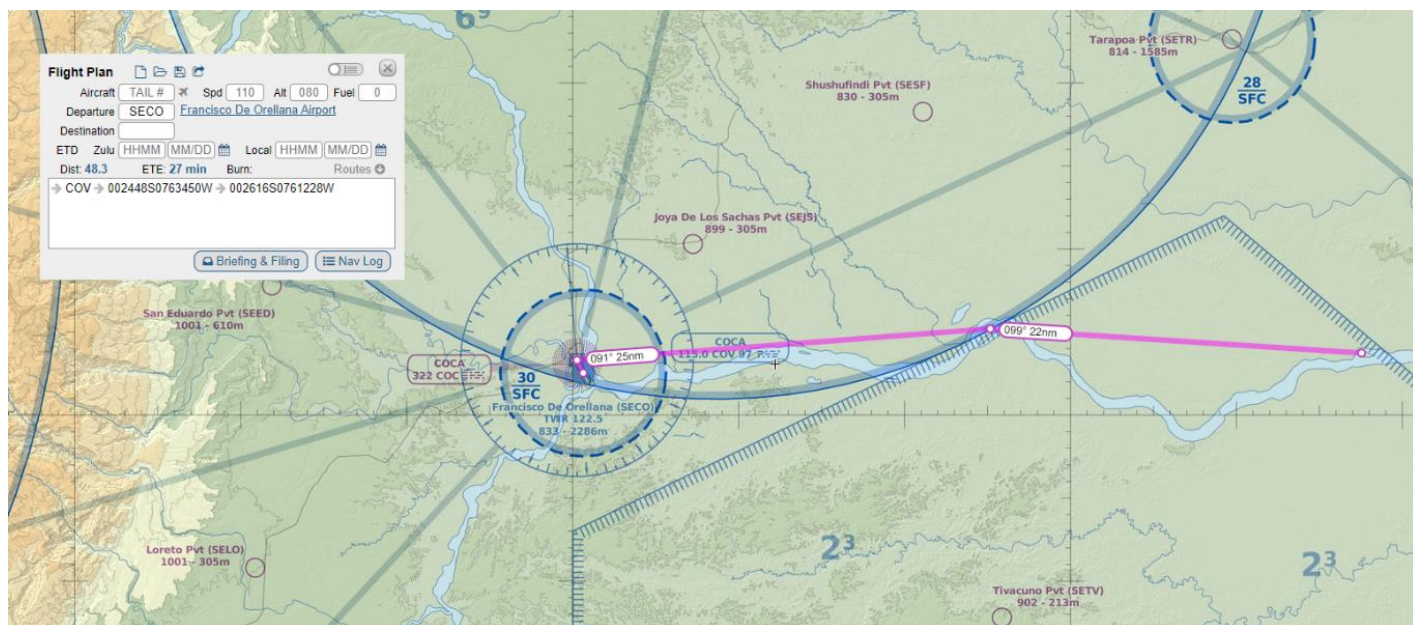 Flight Plan
Aircraft TAIL # Spd 110 Alt 080 Fuel 0
Departure SECO Francisco De Orellana Airport
Destination
ETD Zulu HHMM MM/DD Local HHMM MM/DD
Dist: 48.3 ETE: 27 min Burn: Routes
COV 002448S0763450W 002616S0761228W
Briefing & Filing Nav Log
6⁹
2
Tarapoa Pvt (SETR)
814 - 1585m
28
SFC
Shushufindi Pvt (SESF)
830 - 305m
Joya De Los Sachas Pvt (SEJS)
899 - 305m
San Eduardo Pvt (SEED)
1001 - 610m
COCA
322 COC
091° 25nm
COCA
115.0 COV 97
099° 22nm
30
SFC
Francisco De Orellana (SECO)
TWR 122.5
833 - 2286m
Loreto Pvt (SELO)
1001 - 305m
2³
2³
Tivacuno Pvt (SETV)
902 - 213m